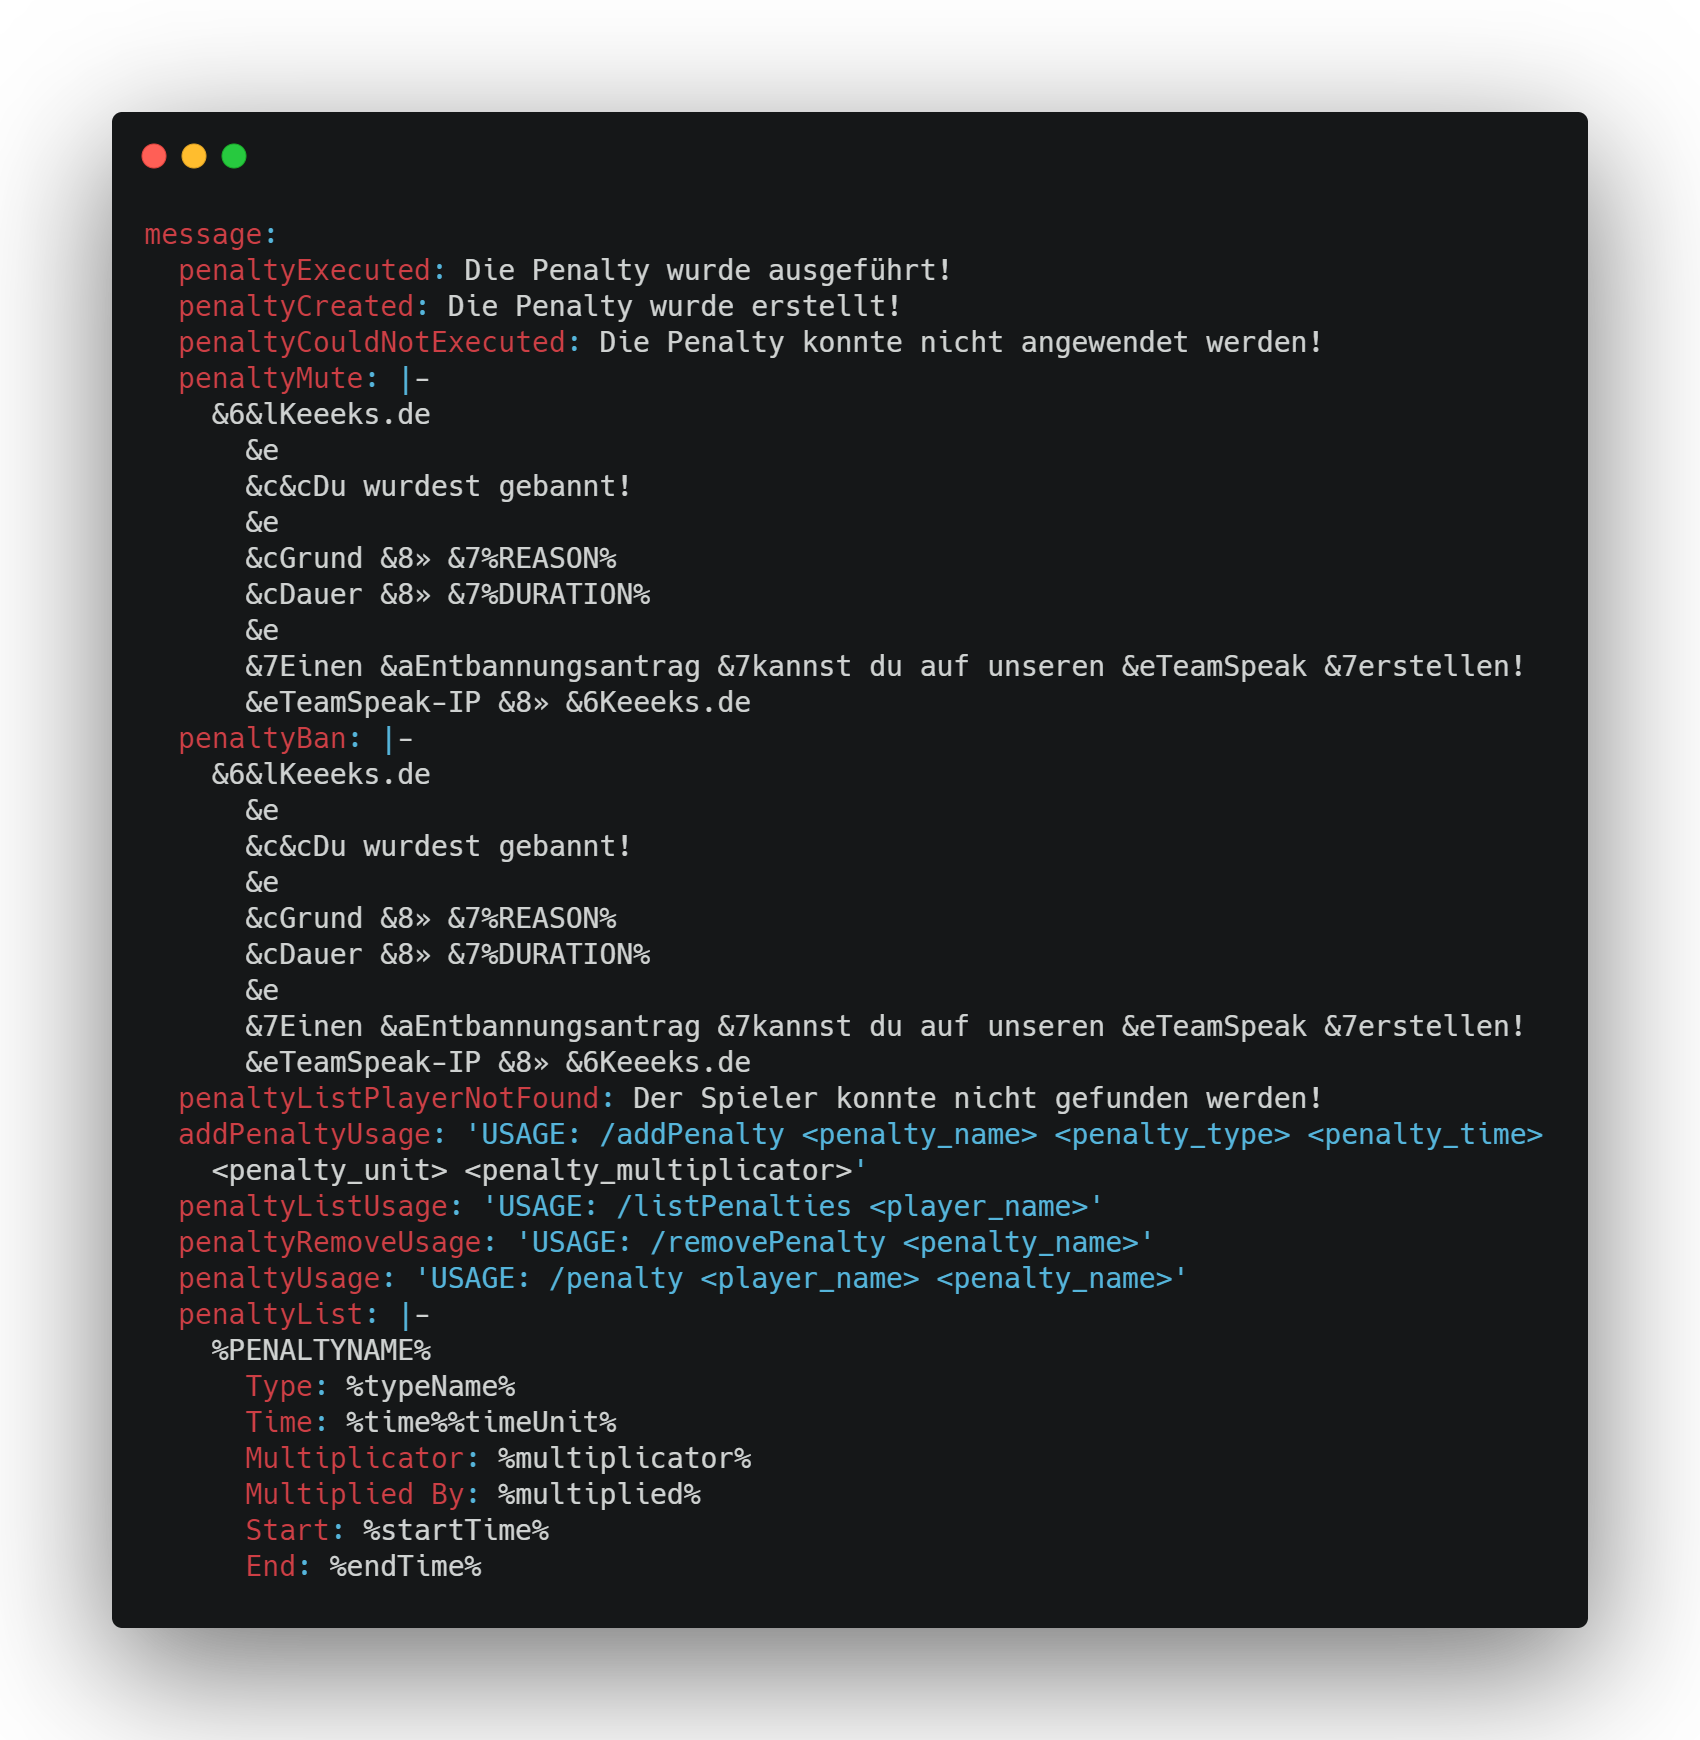 message:
  penaltyExecuted: Die Penalty wurde ausgeführt!
  penaltyCreated: Die Penalty wurde erstellt!
  penaltyCouldNotExecuted: Die Penalty konnte nicht angewendet werden!
  penaltyMute: |-
    &6&lKeeeks.de
      &e
      &c&cDu wurdest gebannt!
      &e
      &cGrund &8» &7%REASON%
      &cDauer &8» &7%DURATION%
      &e
      &7Einen &aEntbannungsantrag &7kannst du auf unseren &eTeamSpeak &7erstellen!
      &eTeamSpeak-IP &8» &6Keeeks.de
  penaltyBan: |-
    &6&lKeeeks.de
      &e
      &c&cDu wurdest gebannt!
      &e
      &cGrund &8» &7%REASON%
      &cDauer &8» &7%DURATION%
      &e
      &7Einen &aEntbannungsantrag &7kannst du auf unseren &eTeamSpeak &7erstellen!
      &eTeamSpeak-IP &8» &6Keeeks.de
  penaltyListPlayerNotFound: Der Spieler konnte nicht gefunden werden!
  addPenaltyUsage: 'USAGE: /addPenalty <penalty_name> <penalty_type> <penalty_time>
    <penalty_unit> <penalty_multiplicator>'
  penaltyListUsage: 'USAGE: /listPenalties <player_name>'
  penaltyRemoveUsage: 'USAGE: /removePenalty <penalty_name>'
  penaltyUsage: 'USAGE: /penalty <player_name> <penalty_name>'
  penaltyList: |-
    %PENALTYNAME%
      Type: %typeName%
      Time: %time%%timeUnit%
      Multiplicator: %multiplicator%
      Multiplied By: %multiplied%
      Start: %startTime%
      End: %endTime%